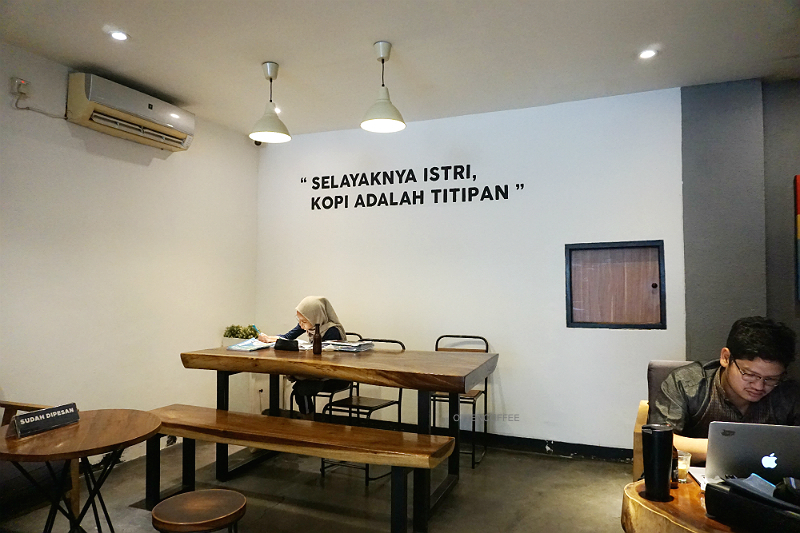 “ SELAYAKNYA ISTRI,
KOPI ADALAH TITIPAN ”
SUDAH DIPESAN